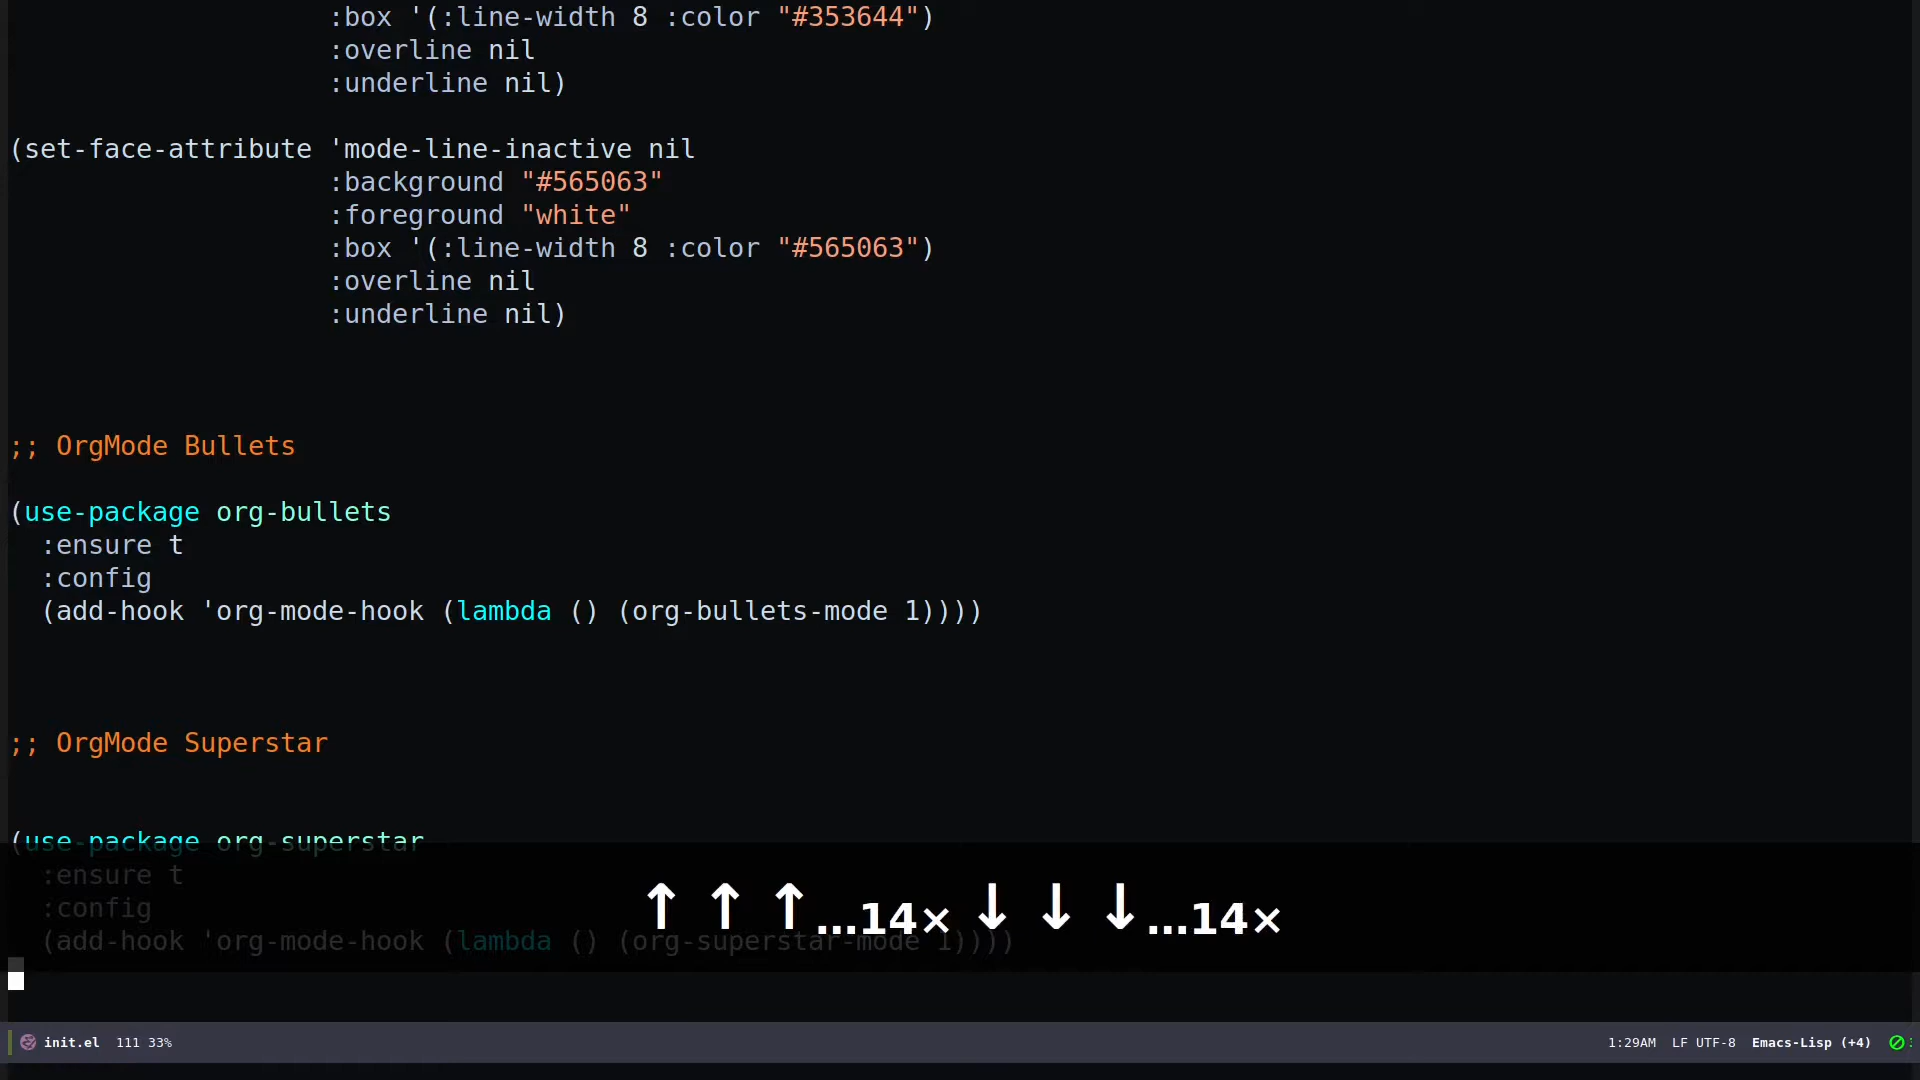 :box '(:line-width 8 :color "#353644")
                    :overline nil
                    :underline nil)
(set-face-attribute 'mode-line-inactive nil
                    :background "#565063"
                    :foreground "white"
                    :box '(:line-width 8 :color "#565063")
                    :overline nil
                    :underline nil)
;; OrgMode Bullets
(use-package org-bullets
  :ensure t
  :config
  (add-hook 'org-mode-hook (lambda () (org-bullets-mode 1))))
;; OrgMode Superstar
(use-package org-superstar
  :ensure t
  :config
  (add-hook 'org-mode-hook (lambda () (org-superstar-mode 1))))
↑ ↑ ↑…14× ↓ ↓ ↓…14×
init.el 111 33% 1:29AM LF UTF-8 Emacs-Lisp (+4)